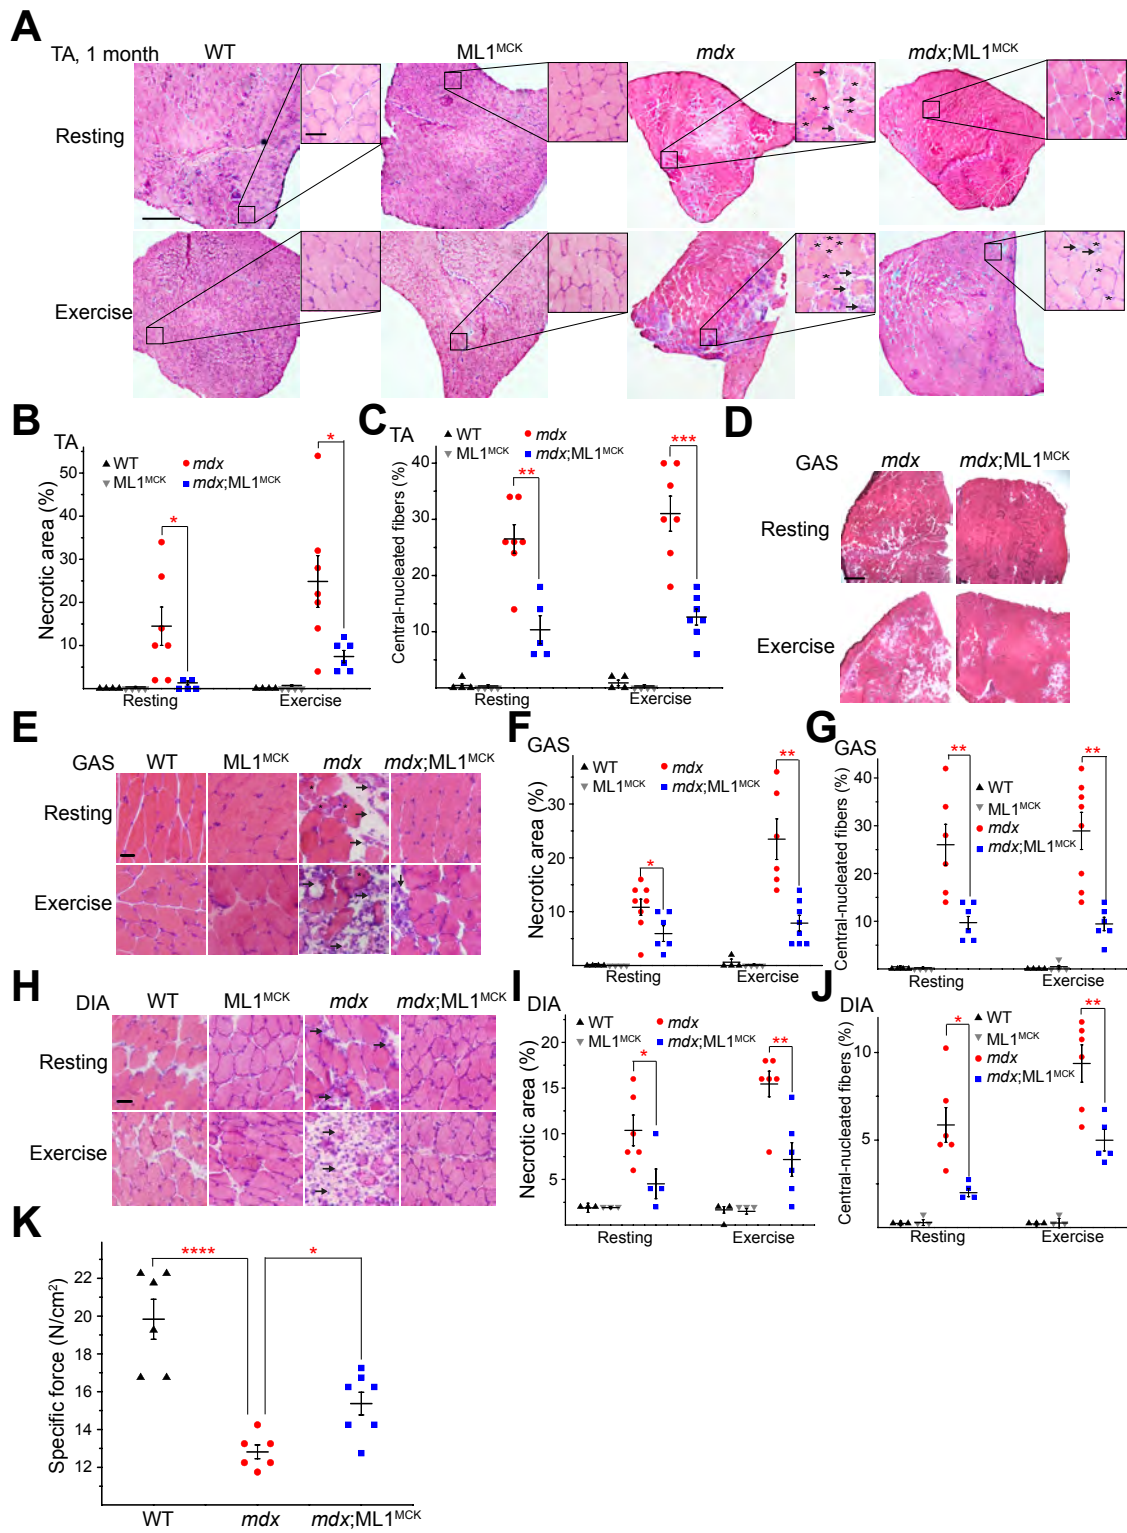 A
TA, 1 month
WT
ML1MCK
mdx
mdx;ML1MCK
Resting
Exercise
B
TA
WT
mdx
ML1MCK
mdx;ML1MCK
Necrotic area (%)
50
40
30
20
10
*
*
Resting
Exercise
C
TA
WT
mdx
ML1MCK
mdx;ML1MCK
Central-nucleated fibers (%)
40
30
20
10
**
***
Resting
Exercise
D
GAS
mdx
mdx;ML1MCK
Resting
Exercise
E
GAS
WT
ML1MCK
mdx
mdx;ML1MCK
Resting
Exercise
F
GAS
WT
mdx
ML1MCK
mdx;ML1MCK
Necrotic area (%)
30
20
10
*
**
Resting
Exercise
G
GAS
WT
ML1MCK
mdx
mdx;ML1MCK
Central-nucleated fibers (%)
40
30
20
10
**
**
Resting
Exercise
H
DIA
WT
ML1MCK
mdx
mdx;ML1MCK
Resting
Exercise
I
DIA
WT
mdx
ML1MCK
mdx;ML1MCK
Necrotic area (%)
20
15
10
5
*
**
Resting
Exercise
J
DIA
WT
ML1MCK
mdx
mdx;ML1MCK
Central-nucleated fibers (%)
10
5
*
**
Resting
Exercise
K
Specific force (N/cm2)
22
20
18
16
14
12
****
*
WT
mdx
mdx;ML1MCK